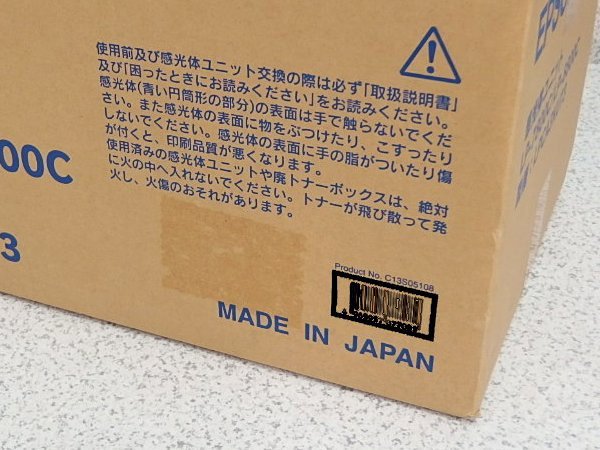 使用前及び感光体ユニット交換の際は必ず「取扱説明書」
及び「困ったときにお読みください」をお読みください。
感光体(青い円筒形の部分)の表面は手で触らないでくだ
さい。また感光体の表面に物をぶつけたり、こすったり
しないでください。感光体の表面に手の脂がついたり傷
が付くと、印刷品質が悪くなります。
使用済みの感光体ユニットや廃トナーボックスは、絶対
に火の中へ入れないでください。トナーが飛び散って発
火し、火傷のおそれがあります。
00C
3
Product No. C13S05108
MADE IN JAPAN
EPSO